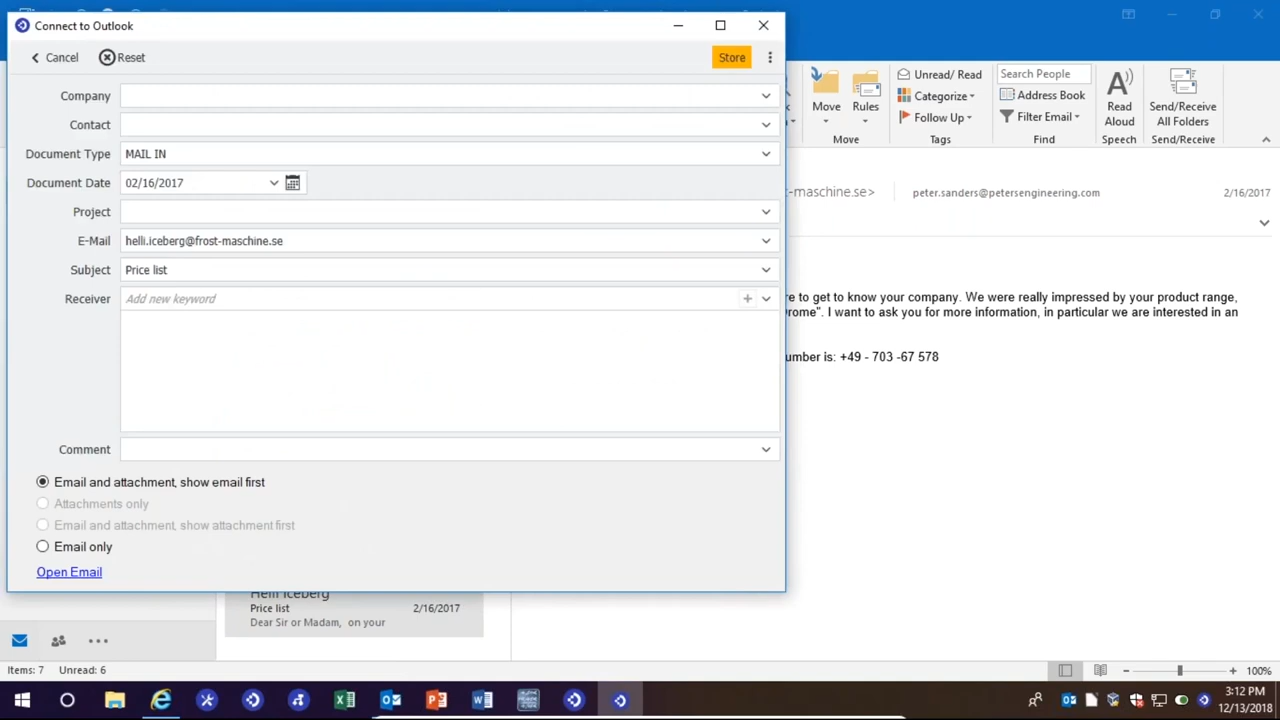 Connect to Outlook
Cancel
Reset
Store
Company
Contact
Document Type MAIL IN
Document Date 02/16/2017
Project
E-Mail helli.iceberg@frost-maschine.se
Subject Price list
Receiver Add new keyword
Comment
Email and attachment, show email first
Attachments only
Email and attachment, show attachment first
Email only
Open Email
Move
Rules
Move
Unread/ Read
Categorize
Follow Up
Tags
Search People
Address Book
Filter Email
Find
Read
Aloud
Speech
Send/Receive
All Folders
Send/Receive
-maschine.se>
peter.sanders@petersengineering.com
2/16/2017
re to get to know your company. We were really impressed by your product range,
rome". I want to ask you for more information, in particular we are interested in an
umber is: +49 - 703 -67 578
Helli Iceberg
Price list 2/16/2017
Dear Sir or Madam, on your
Items: 7 Unread: 6
100%
3:12 PM
12/13/2018